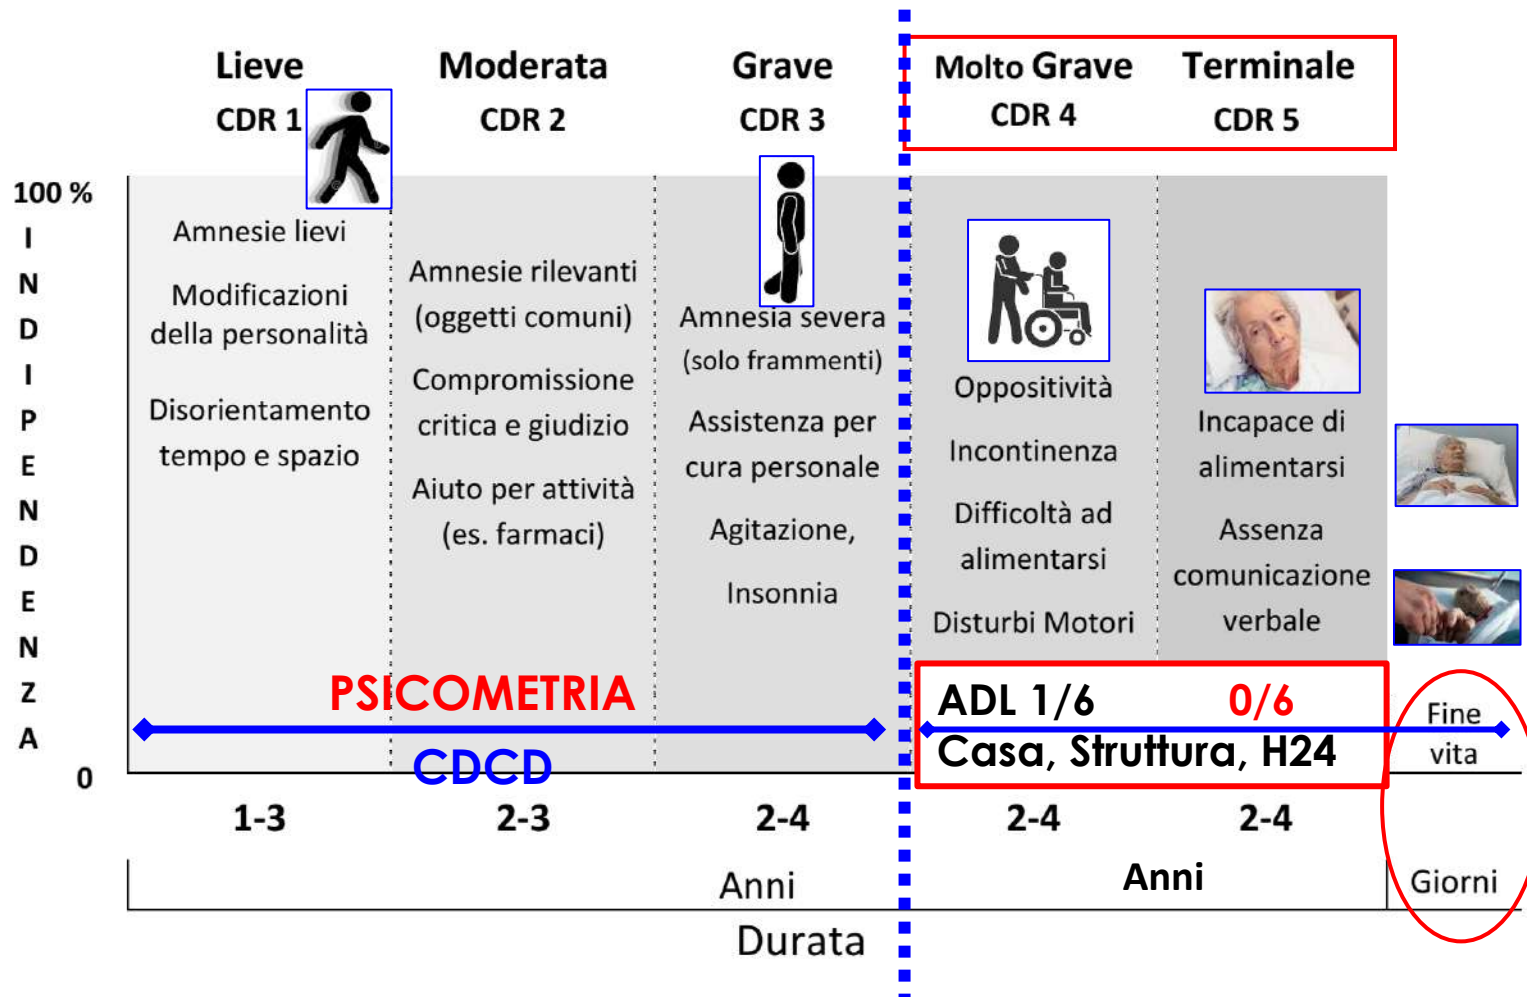 Lieve
CDR 1
Moderata
CDR 2
Grave
CDR 3
Molto Grave
CDR 4
Terminale
CDR 5
100 %
INDIPENDENZA
0
Amnesie lievi
Modificazioni
della personalità
Disorientamento
tempo e spazio
Amnesie rilevanti
(oggetti comuni)
Compromissione
critica e giudizio
Aiuto per attività
(es. farmaci)
Amnesia severa
(solo frammenti)
Assistenza per
cura personale
Agitazione,
Insonnia
Oppositività
Incontinenza
Difficoltà ad
alimentarsi
Disturbi Motori
Incapace di
alimentarsi
Assenza
comunicazione
verbale
PSICOMETRIA
CDCD
ADL 1/6 0/6
Casa, Struttura, H24
Fine
vita
1-3
2-3
2-4
2-4
2-4
Anni
Anni
Giorni
Durata